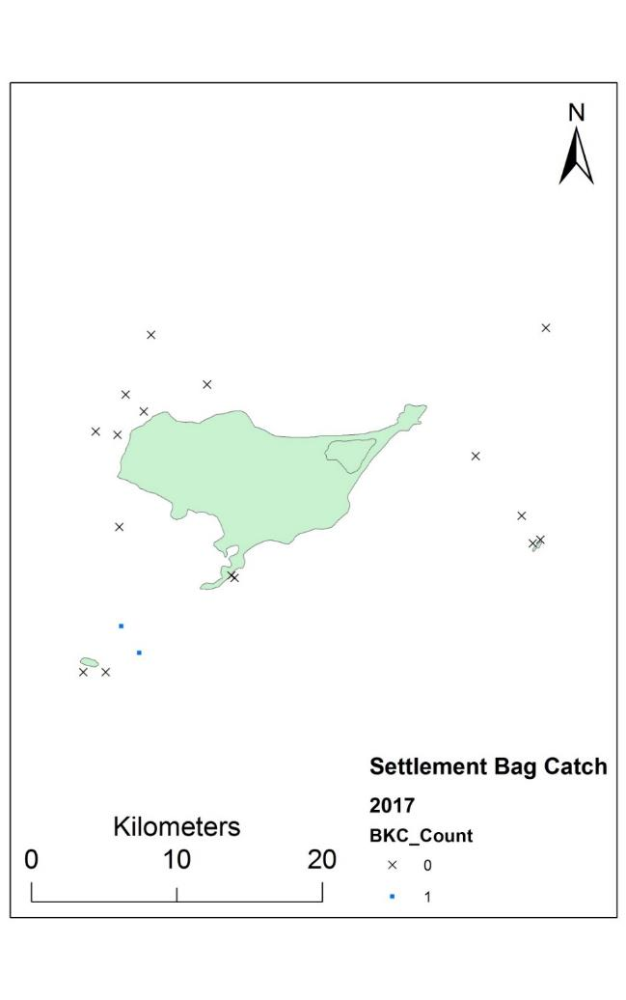 N
Settlement Bag Catch
2017
BKC_Count
0
1
Kilometers
0 10 20